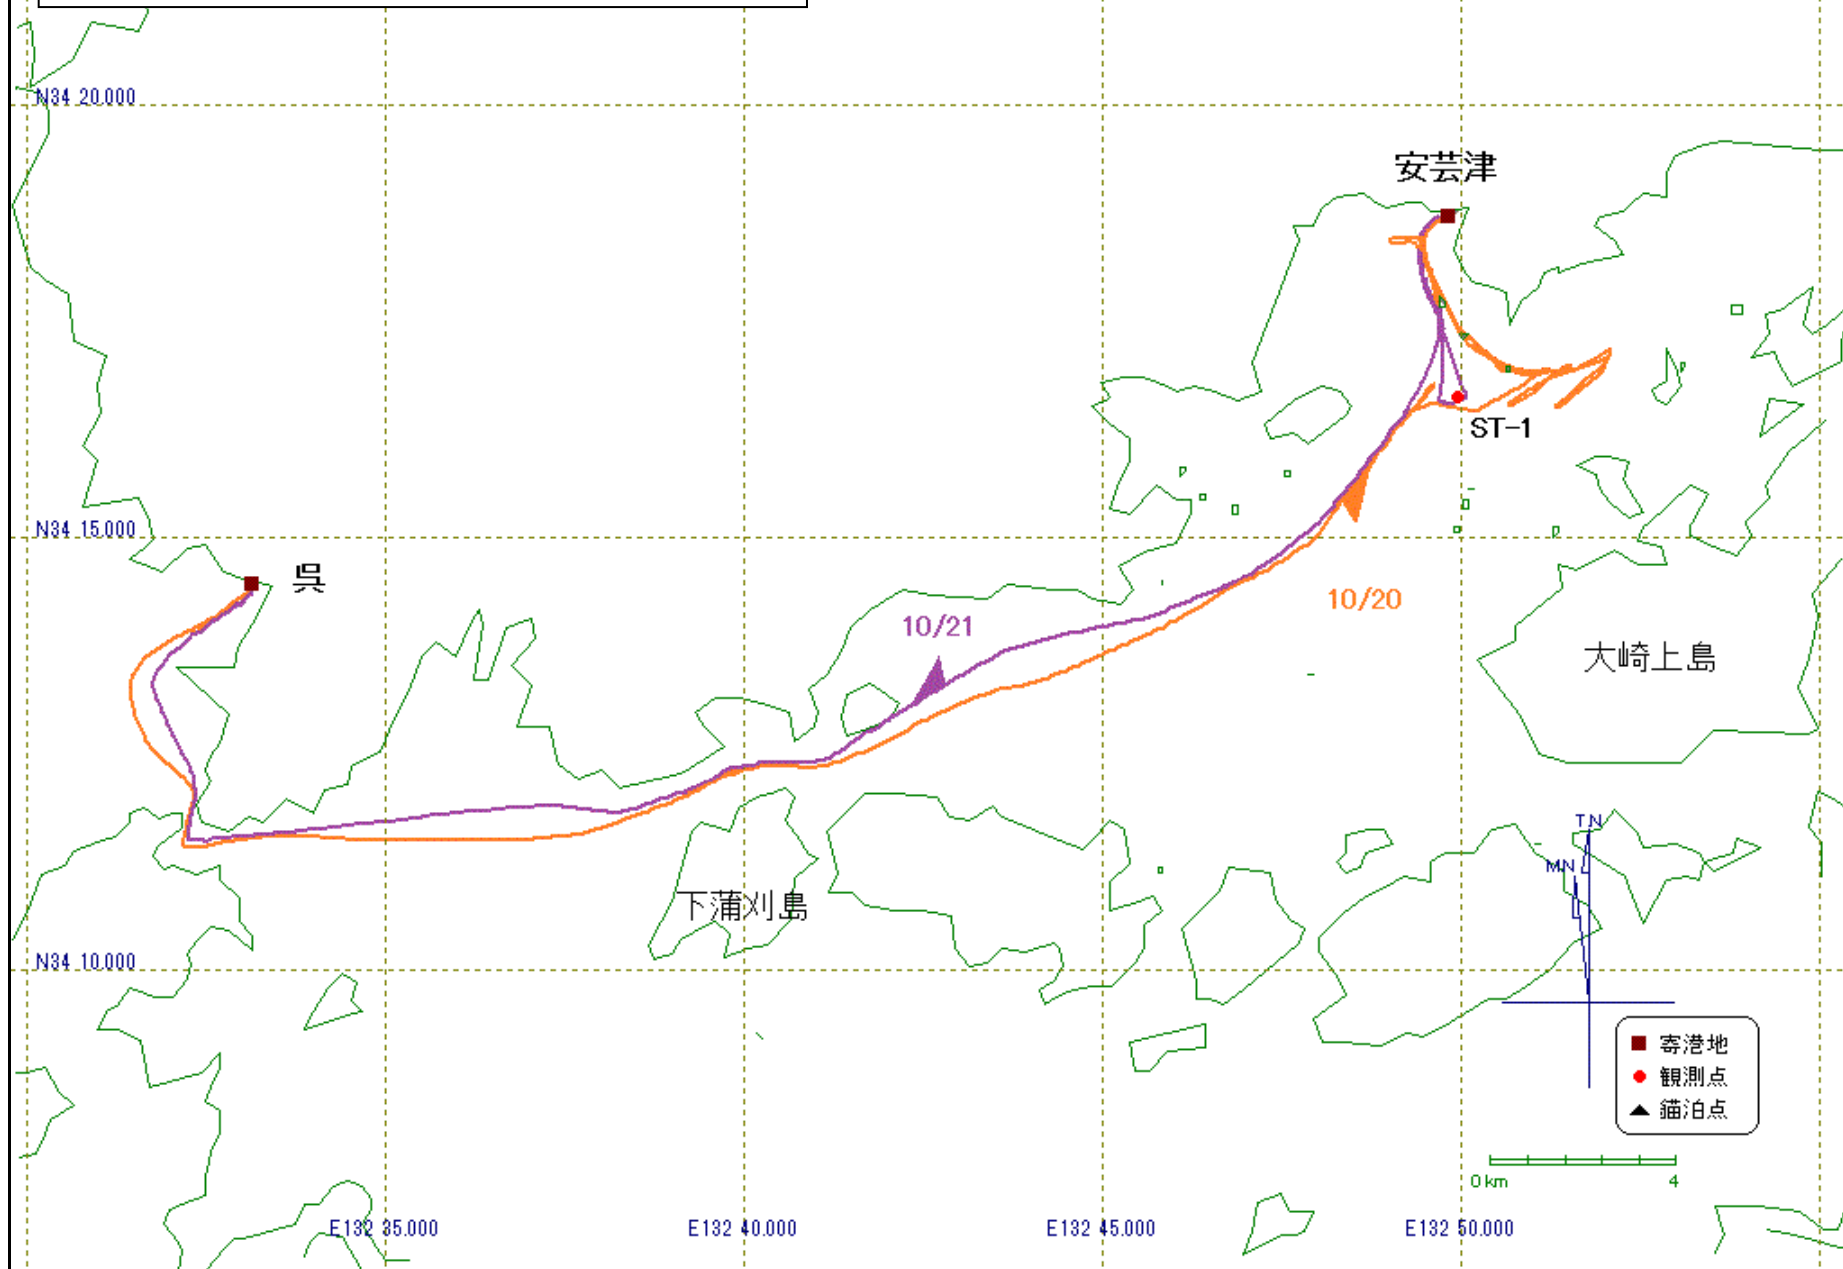 N34 20.000
安芸津
ST-1
N34 15.000
呉
10/20
10/21
大崎上島
TN
MN
下蒲刈島
N34 10.000
寄港地
観測点
錨泊点
0 km 4
E132 35.000 E132 40.000 E132 45.000 E132 50.000